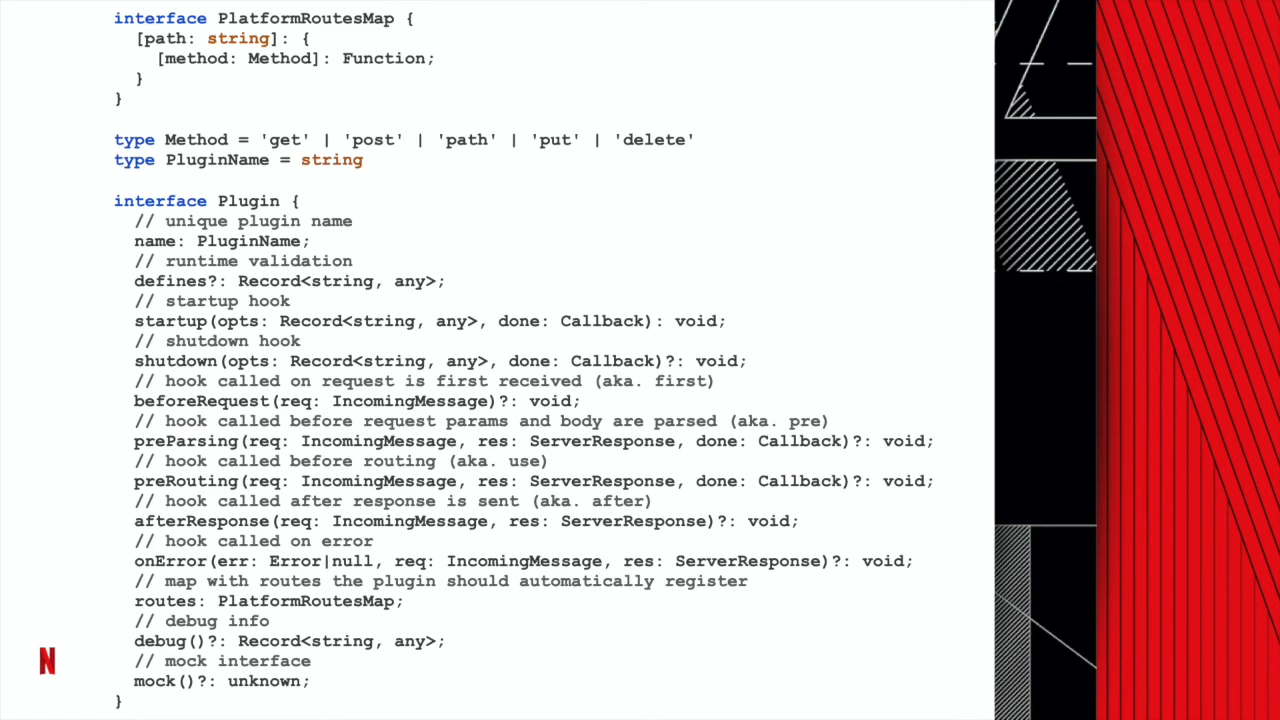 interface PlatformRoutesMap {
  [path: string]: {
    [method: Method]: Function;
  }
}

type Method = 'get' | 'post' | 'path' | 'put' | 'delete'
type PluginName = string

interface Plugin {
  // unique plugin name
  name: PluginName;
  // runtime validation
  defines?: Record<string, any>;
  // startup hook
  startup(opts: Record<string, any>, done: Callback): void;
  // shutdown hook
  shutdown(opts: Record<string, any>, done: Callback)?: void;
  // hook called on request is first received (aka. first)
  beforeRequest(req: IncomingMessage)?: void;
  // hook called before request params and body are parsed (aka. pre)
  preParsing(req: IncomingMessage, res: ServerResponse, done: Callback)?: void;
  // hook called before routing (aka. use)
  preRouting(req: IncomingMessage, res: ServerResponse, done: Callback)?: void;
  // hook called after response is sent (aka. after)
  afterResponse(req: IncomingMessage, res: ServerResponse)?: void;
  // hook called on error
  onError(err: Error|null, req: IncomingMessage, res: ServerResponse)?: void;
  // map with routes the plugin should automatically register
  routes: PlatformRoutesMap;
  // debug info
  debug()?: Record<string, any>;
  // mock interface
  mock()?: unknown;
}
N